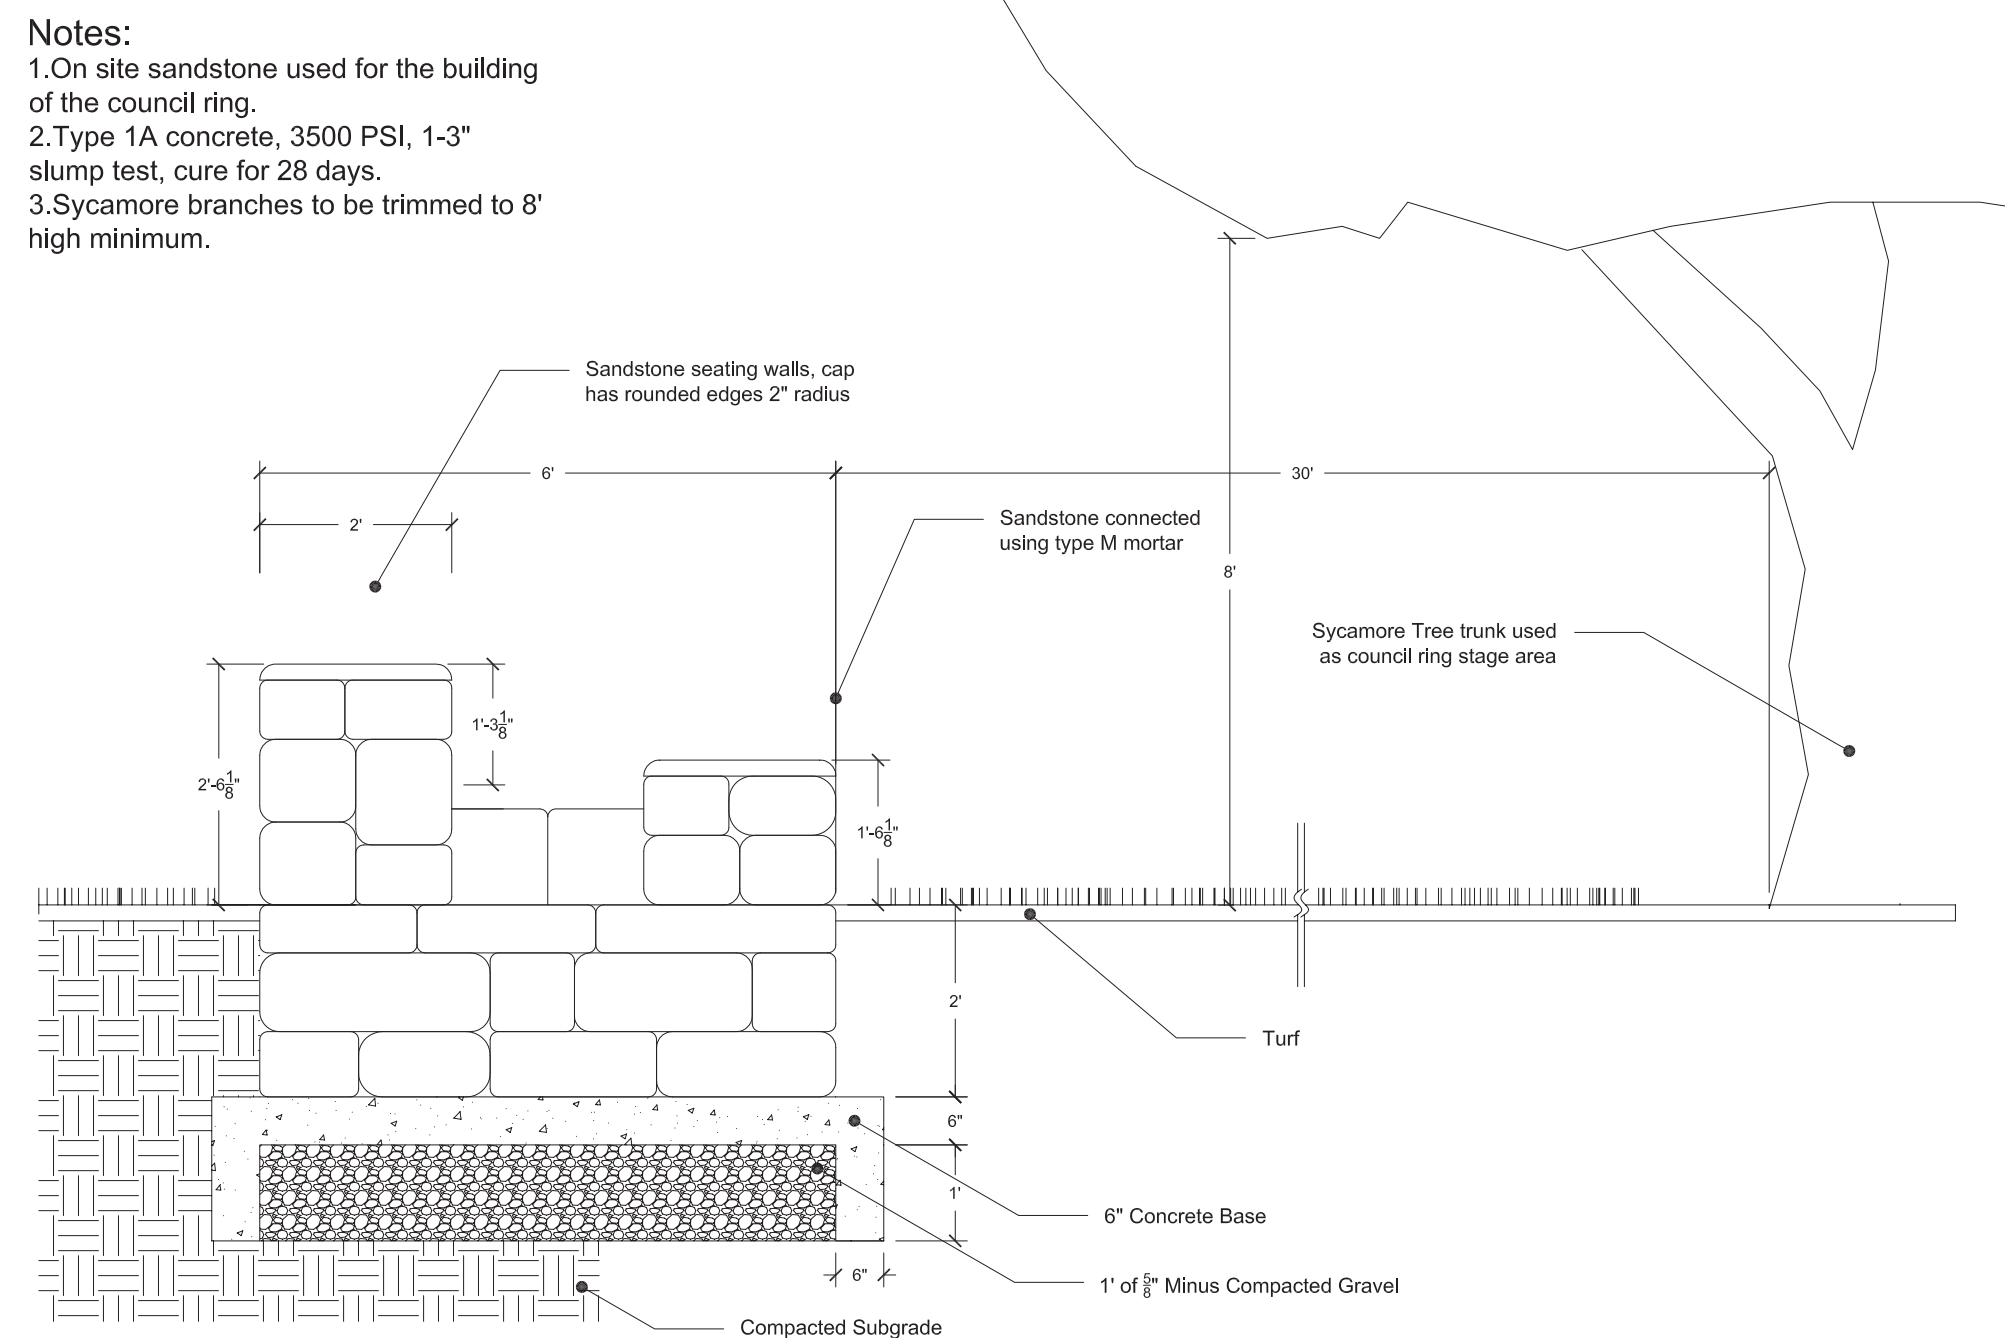 Notes:
1.On site sandstone used for the building
of the council ring.
2.Type 1A concrete, 3500 PSI, 1-3"
slump test, cure for 28 days.
3.Sycamore branches to be trimmed to 8'
high minimum.
Sandstone seating walls, cap
has rounded edges 2" radius
6'
30'
2'
Sandstone connected
using type M mortar
8'
Sycamore Tree trunk used
as council ring stage area
1'-3 1/8"
2'-6 1/8"
1'-6 1/8"
2'
Turf
6"
1'
6" Concrete Base
6"
1' of 5/8" Minus Compacted Gravel
Compacted Subgrade